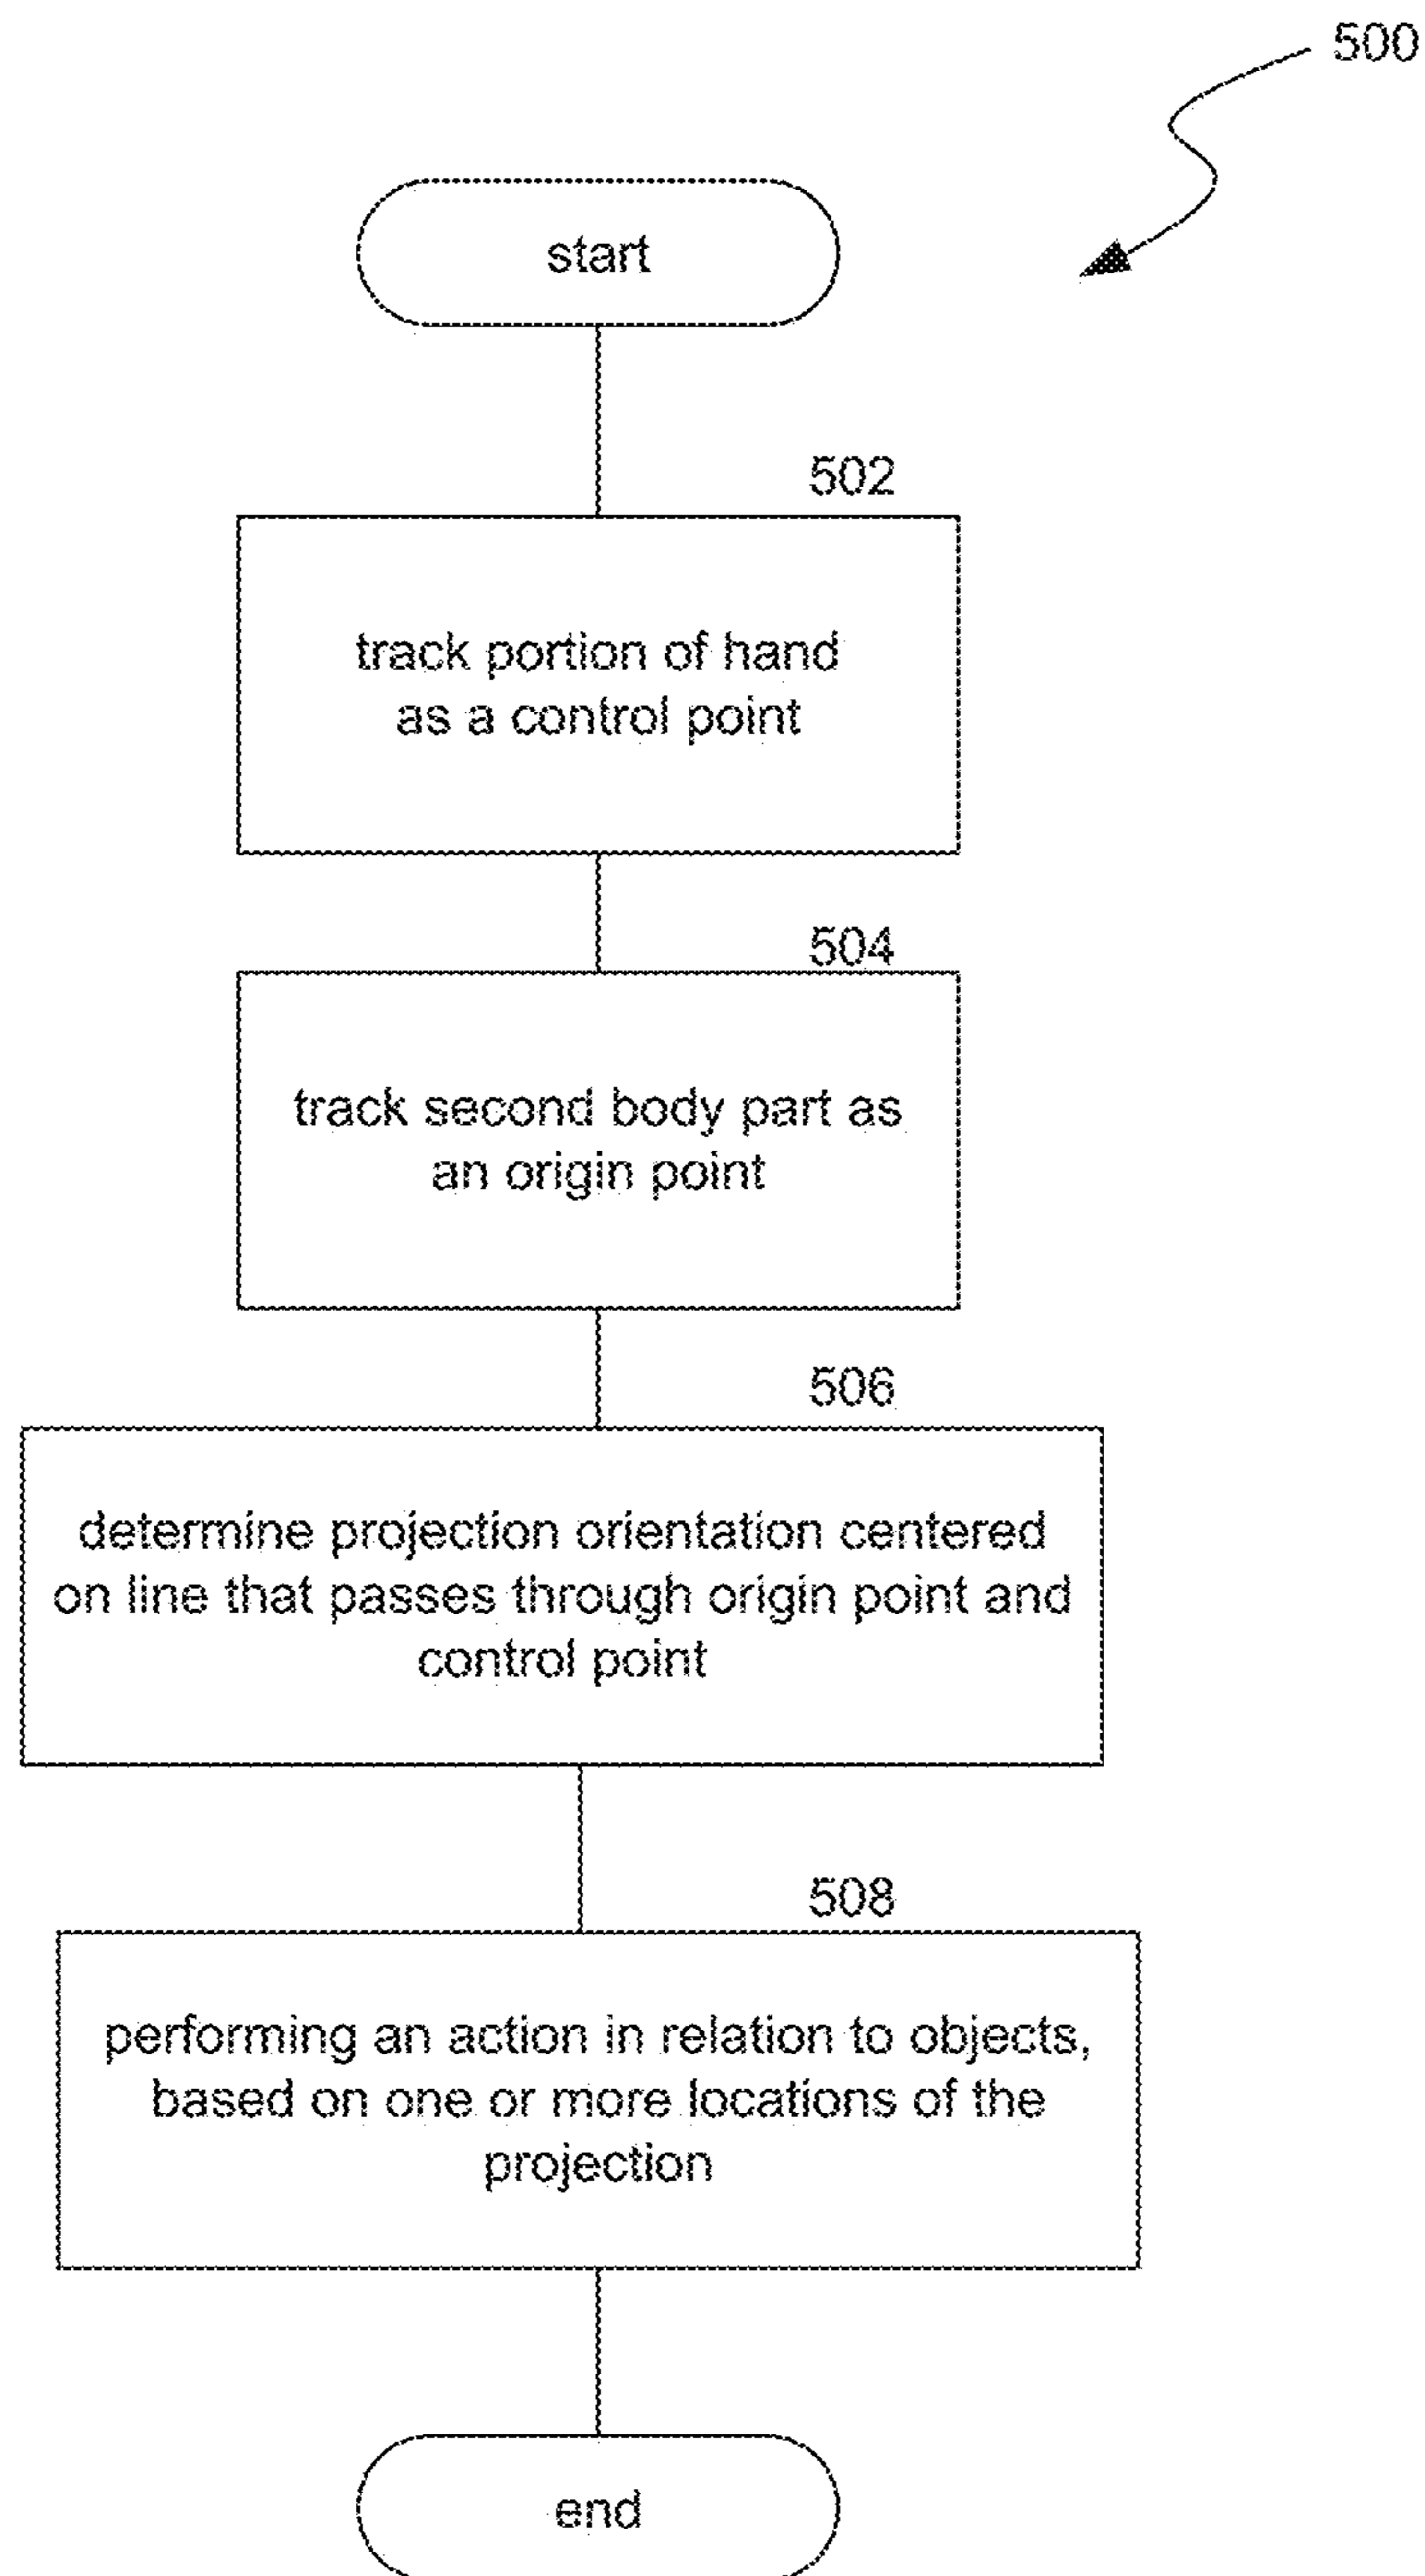 500
start
502
track portion of hand
as a control point
504
track second body part as
an origin point
506
determine projection orientation centered
on line that passes through origin point and
control point
508
performing an action in relation to objects,
based on one or more locations of the
projection
end